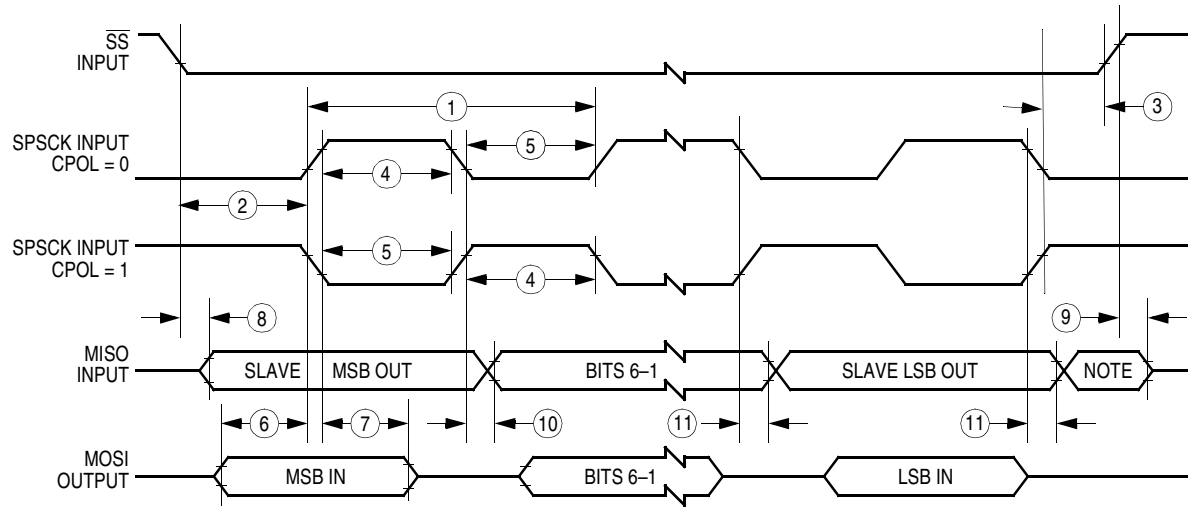 SS
INPUT
1
3
SPSCK INPUT
CPOL = 0
5
4
2
SPSCK INPUT
CPOL = 1
5
4
8
9
MISO
INPUT
SLAVE MSB OUT
BITS 6–1
SLAVE LSB OUT
NOTE
6
7
10
11
11
MOSI
OUTPUT
MSB IN
BITS 6–1
LSB IN